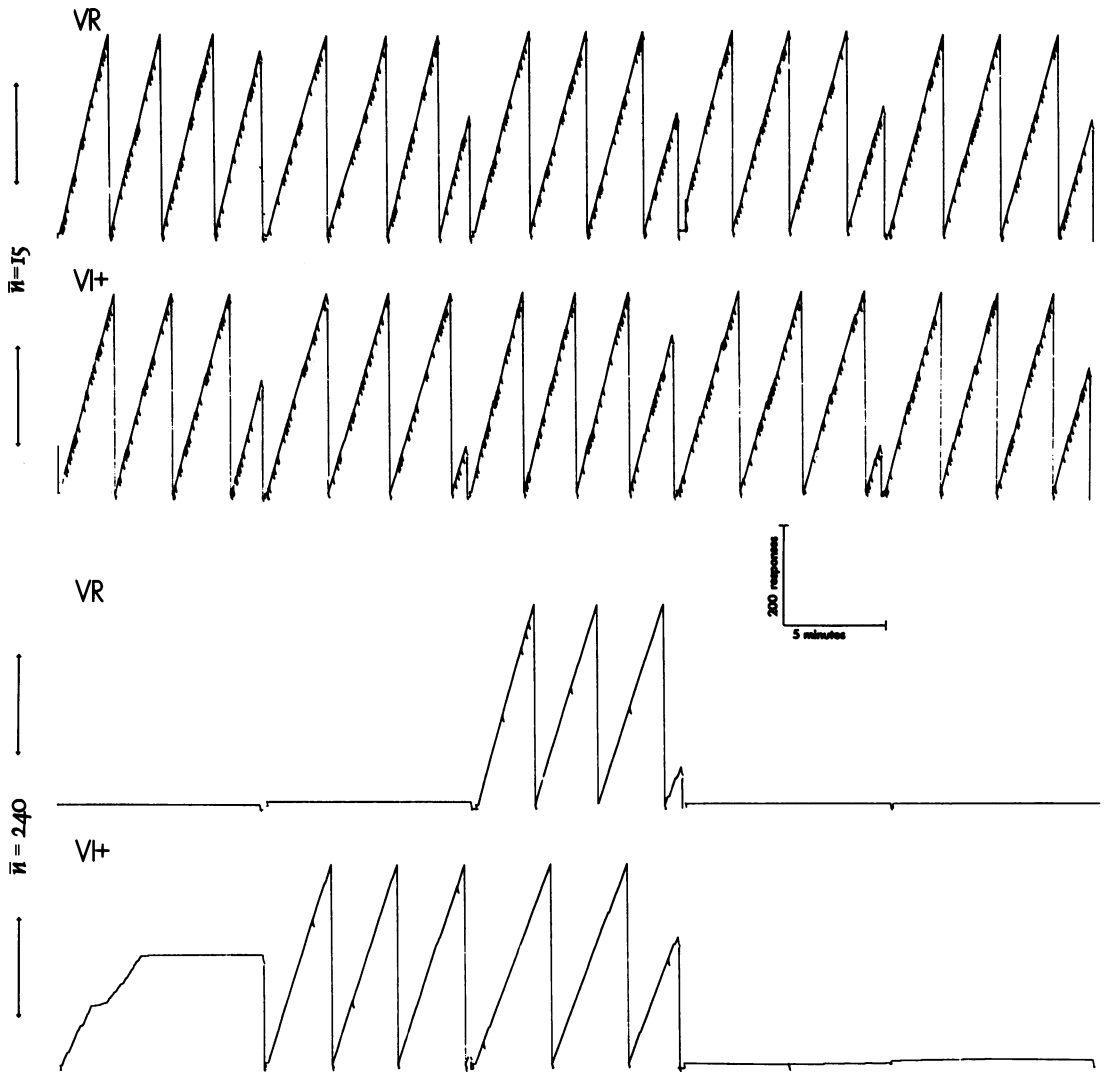 VR
n̄=15
VI+
200 responses
5 minutes
VR
n̄ = 240
VI+